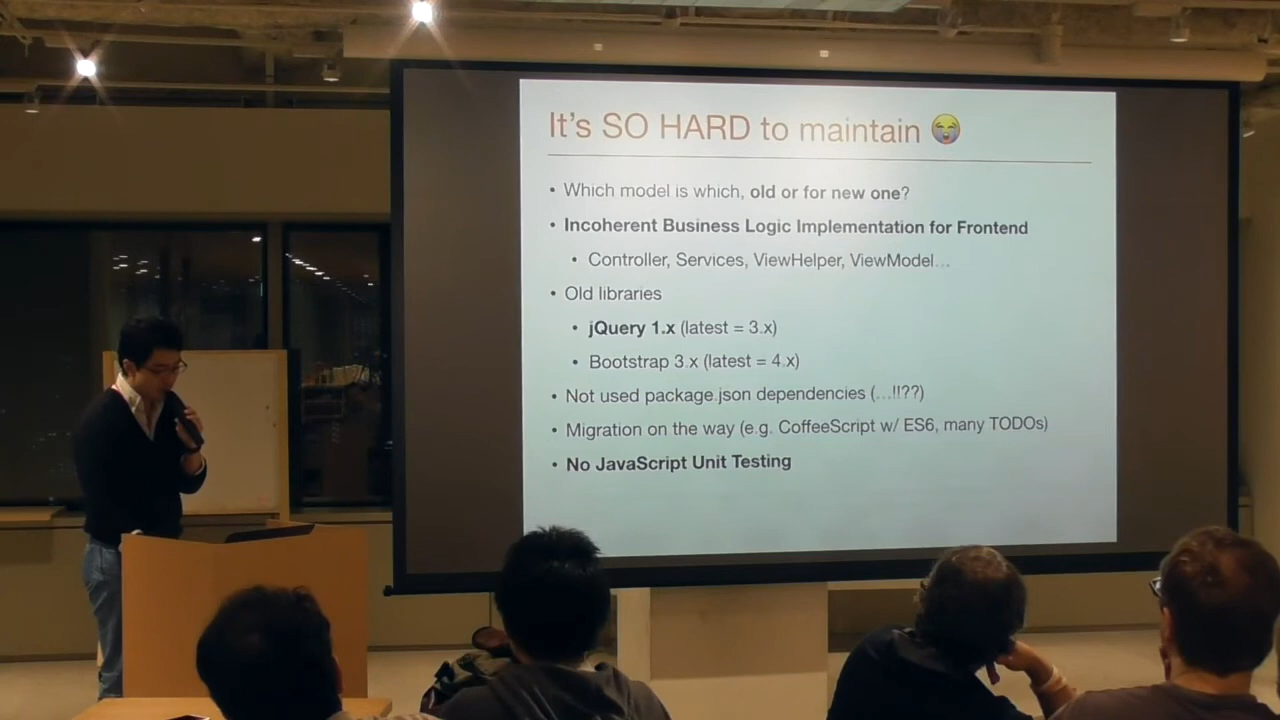 It's SO HARD to maintain 😭
• Which model is which, old or for new one?
• Incoherent Business Logic Implementation for Frontend
• Controller, Services, ViewHelper, ViewModel…
• Old libraries
• jQuery 1.x (latest = 3.x)
• Bootstrap 3.x (latest = 4.x)
• Not used package.json dependencies (…!!??)
• Migration on the way (e.g. CoffeeScript w/ ES6, many TODOs)
• No JavaScript Unit Testing